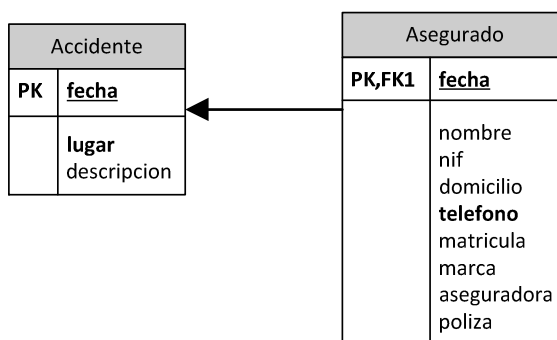 Accidente
PK fecha
lugar
descripcion
Asegurado
PK,FK1 fecha
nombre
nif
domicilio
telefono
matricula
marca
aseguradora
poliza